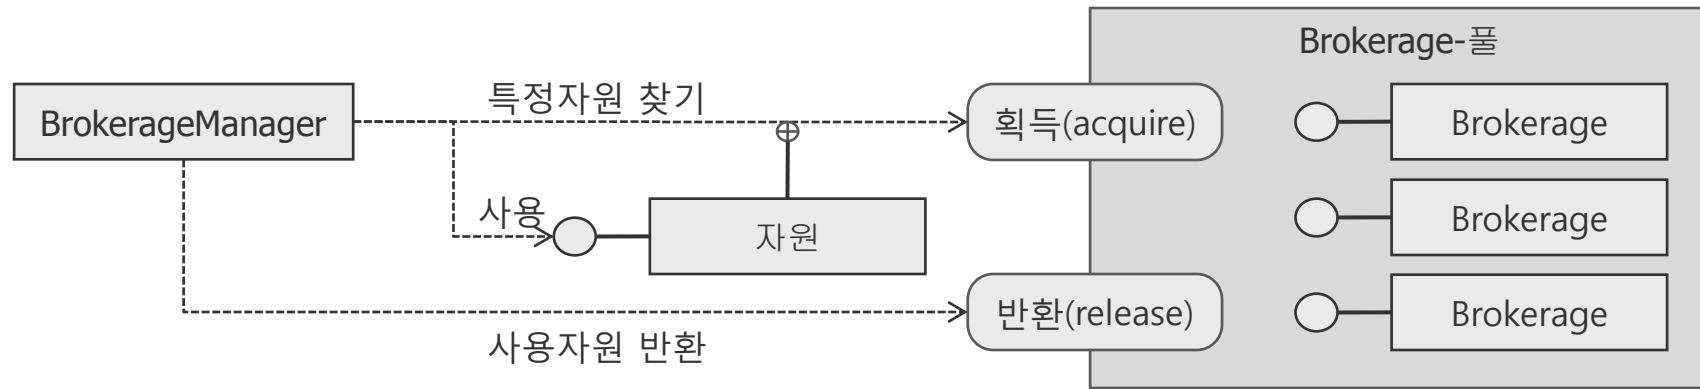 Brokerage-풀
특정자원 찾기
BrokerageManager
획득(acquire)
Brokerage
사용
자원
Brokerage
반환(release)
Brokerage
사용자원 반환